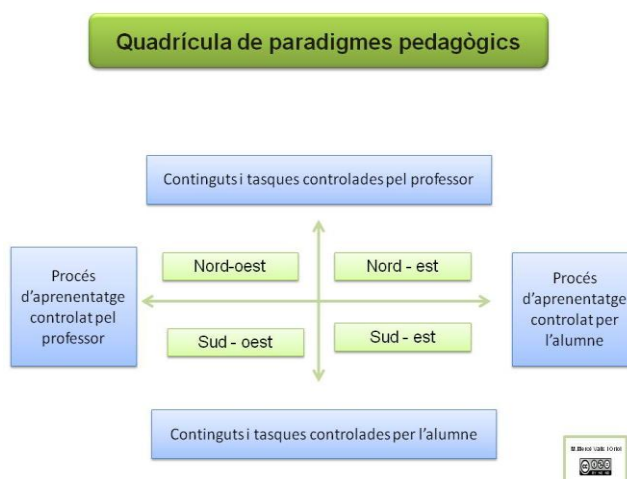 Quadrícula de paradigmes pedagògics
Continguts i tasques controlades pel professor
Nord-oest
Nord - est
Procés
d'aprenentatge
controlat pel
professor
Procés
d'aprenentatge
controlat per
l'alumne
Sud - oest
Sud - est
Continguts i tasques controlades per l'alumne